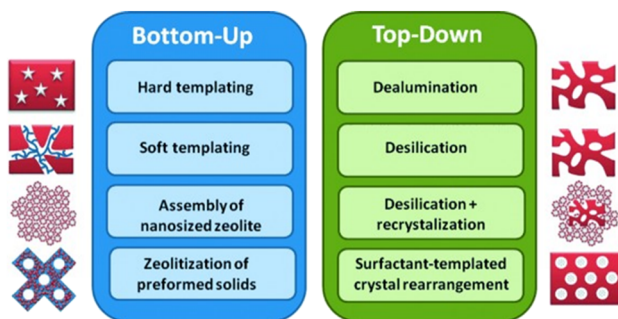 Bottom-Up
Hard templating
Soft templating
Assembly of
nanosized zeolite
Zeolitization of
preformed solids
Top-Down
Dealumination
Desilication
Desilication +
recrystalization
Surfactant-templated
crystal rearrangement